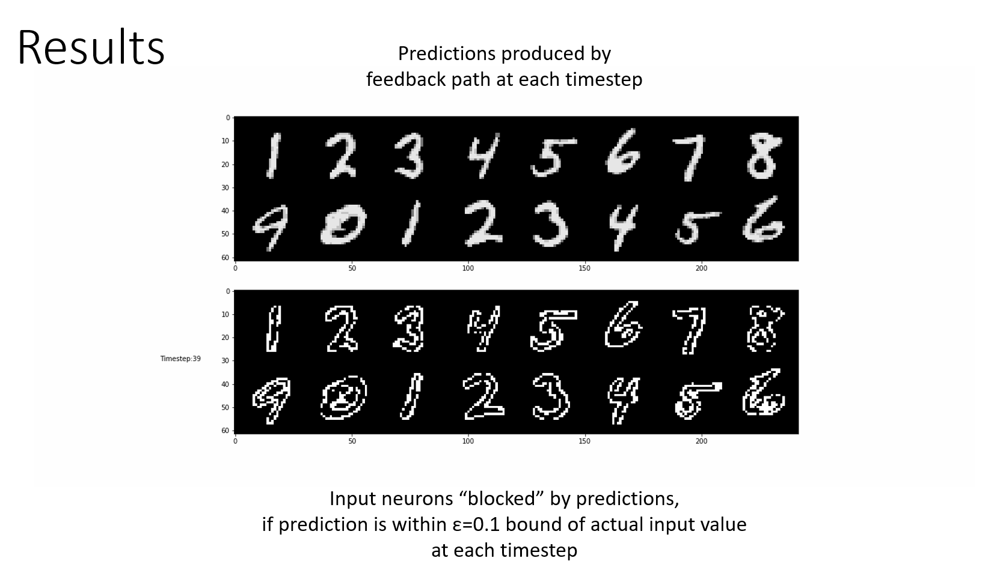 Results
Predictions produced by
feedback path at each timestep
0
10
20
30
40
50
60
1 2 3 4 5 6 7 8
9 0 1 2 3 4 5 6
0 50 100 150 200
Timestep:39
0
10
20
30
40
50
60
1 2 3 4 5 6 7 8
9 0 1 2 3 4 5 6
0 50 100 150 200
Input neurons “blocked” by predictions,
if prediction is within ε=0.1 bound of actual input value
at each timestep